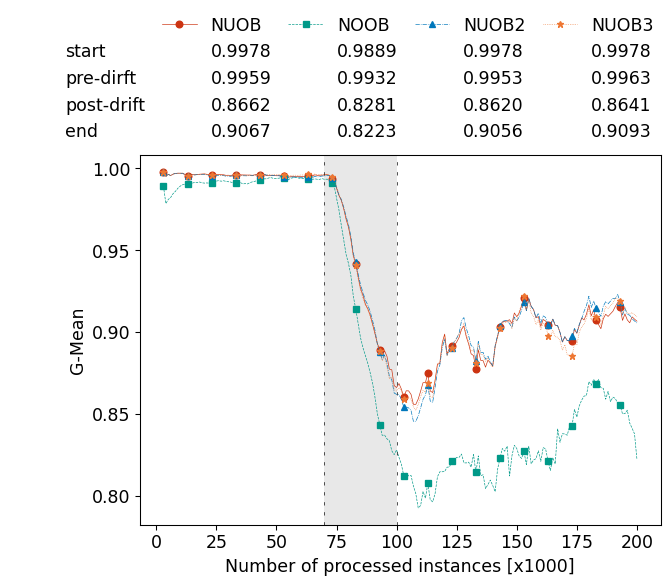 NUOB NOOB NUOB2 NUOB3
start 0.9978 0.9889 0.9978 0.9978
pre-dirft 0.9959 0.9932 0.9953 0.9963
post-drift 0.8662 0.8281 0.8620 0.8641
end 0.9067 0.8223 0.9056 0.9093
1.00
0.95
0.90
0.85
0.80
G-Mean
0 25 50 75 100 125 150 175 200
Number of processed instances [x1000]